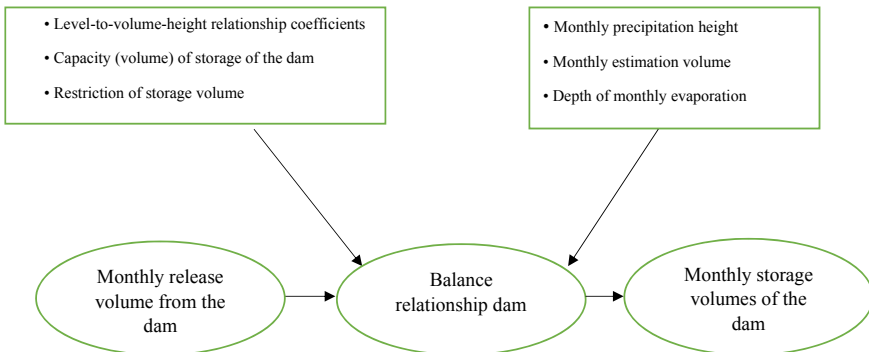 • Level-to-volume-height relationship coefficients
• Capacity (volume) of storage of the dam
• Restriction of storage volume
• Monthly precipitation height
• Monthly estimation volume
• Depth of monthly evaporation
Monthly release
volume from the
dam
Balance
relationship dam
Monthly storage
volumes of the
dam